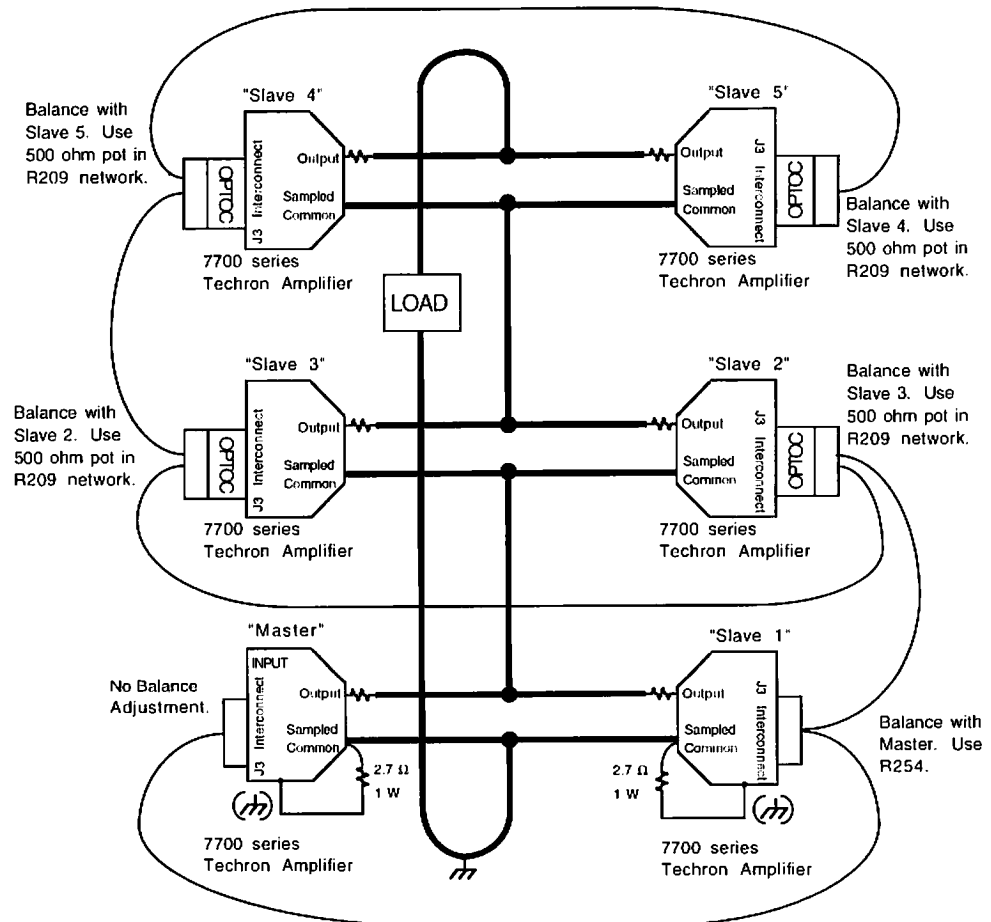 "Slave 4"
Balance with
Slave 5. Use
500 ohm pot in
R209 network.
OPTOC
J3 Interconnect
Output
Sampled
Common
7700 series
Techron Amplifier
"Slave 5"
Output
Sampled
Common
J3 Interconnect
OPTOC
Balance with
Slave 4. Use
500 ohm pot in
R209 network.
7700 series
Techron Amplifier
LOAD
"Slave 3"
Balance with
Slave 2. Use
500 ohm pot in
R209 network.
OPTOC
J3 Interconnect
Output
Sampled
Common
7700 series
Techron Amplifier
"Slave 2"
Output
Sampled
Common
J3 Interconnect
OPTOC
Balance with
Slave 3. Use
500 ohm pot in
R209 network.
7700 series
Techron Amplifier
"Master"
No Balance
Adjustment.
INPUT
J3 Interconnect
Output
Sampled
Common
2.7 Ω
1 W
7700 series
Techron Amplifier
"Slave 1"
Output
Sampled
Common
J3 Interconnect
2.7 Ω
1 W
Balance with
Master. Use
R254.
7700 series
Techron Amplifier